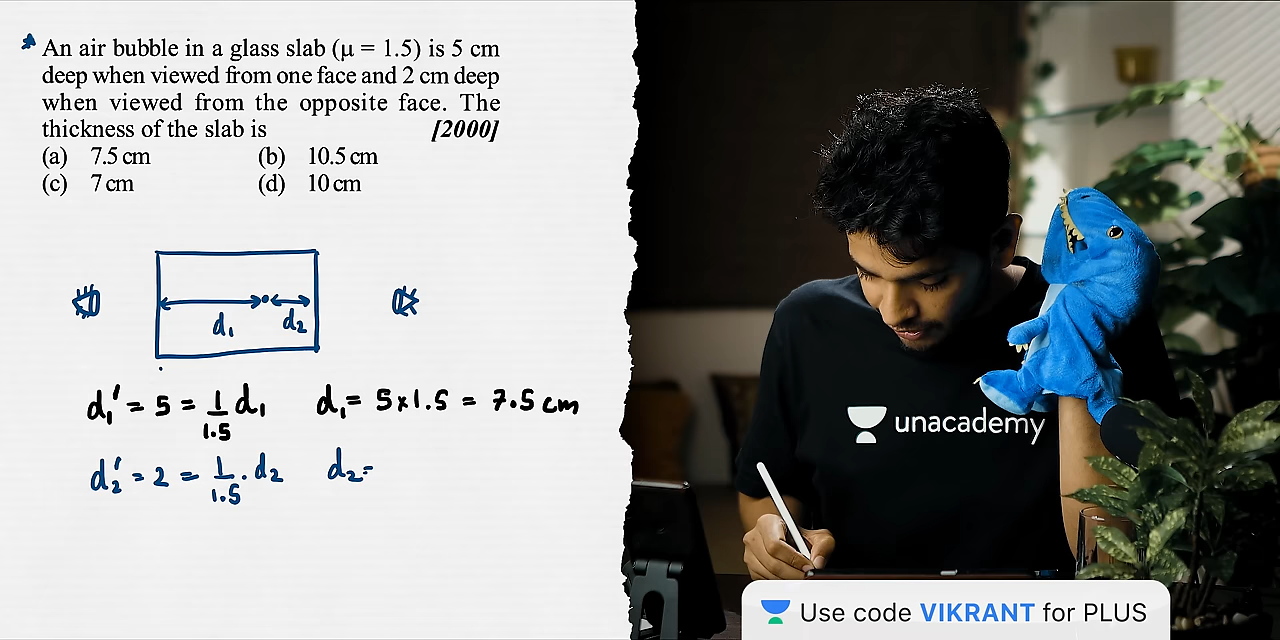 An air bubble in a glass slab (μ = 1.5) is 5 cm
deep when viewed from one face and 2 cm deep
when viewed from the opposite face. The
thickness of the slab is [2000]
(a) 7.5 cm (b) 10.5 cm
(c) 7 cm (d) 10 cm
d₁ d₂
d₁' = 5 = 1/1.5 d₁ d₁ = 5×1.5 = 7.5 cm
d₂' = 2 = 1/1.5 . d₂ d₂=
unacademy
Use code VIKRANT for PLUS